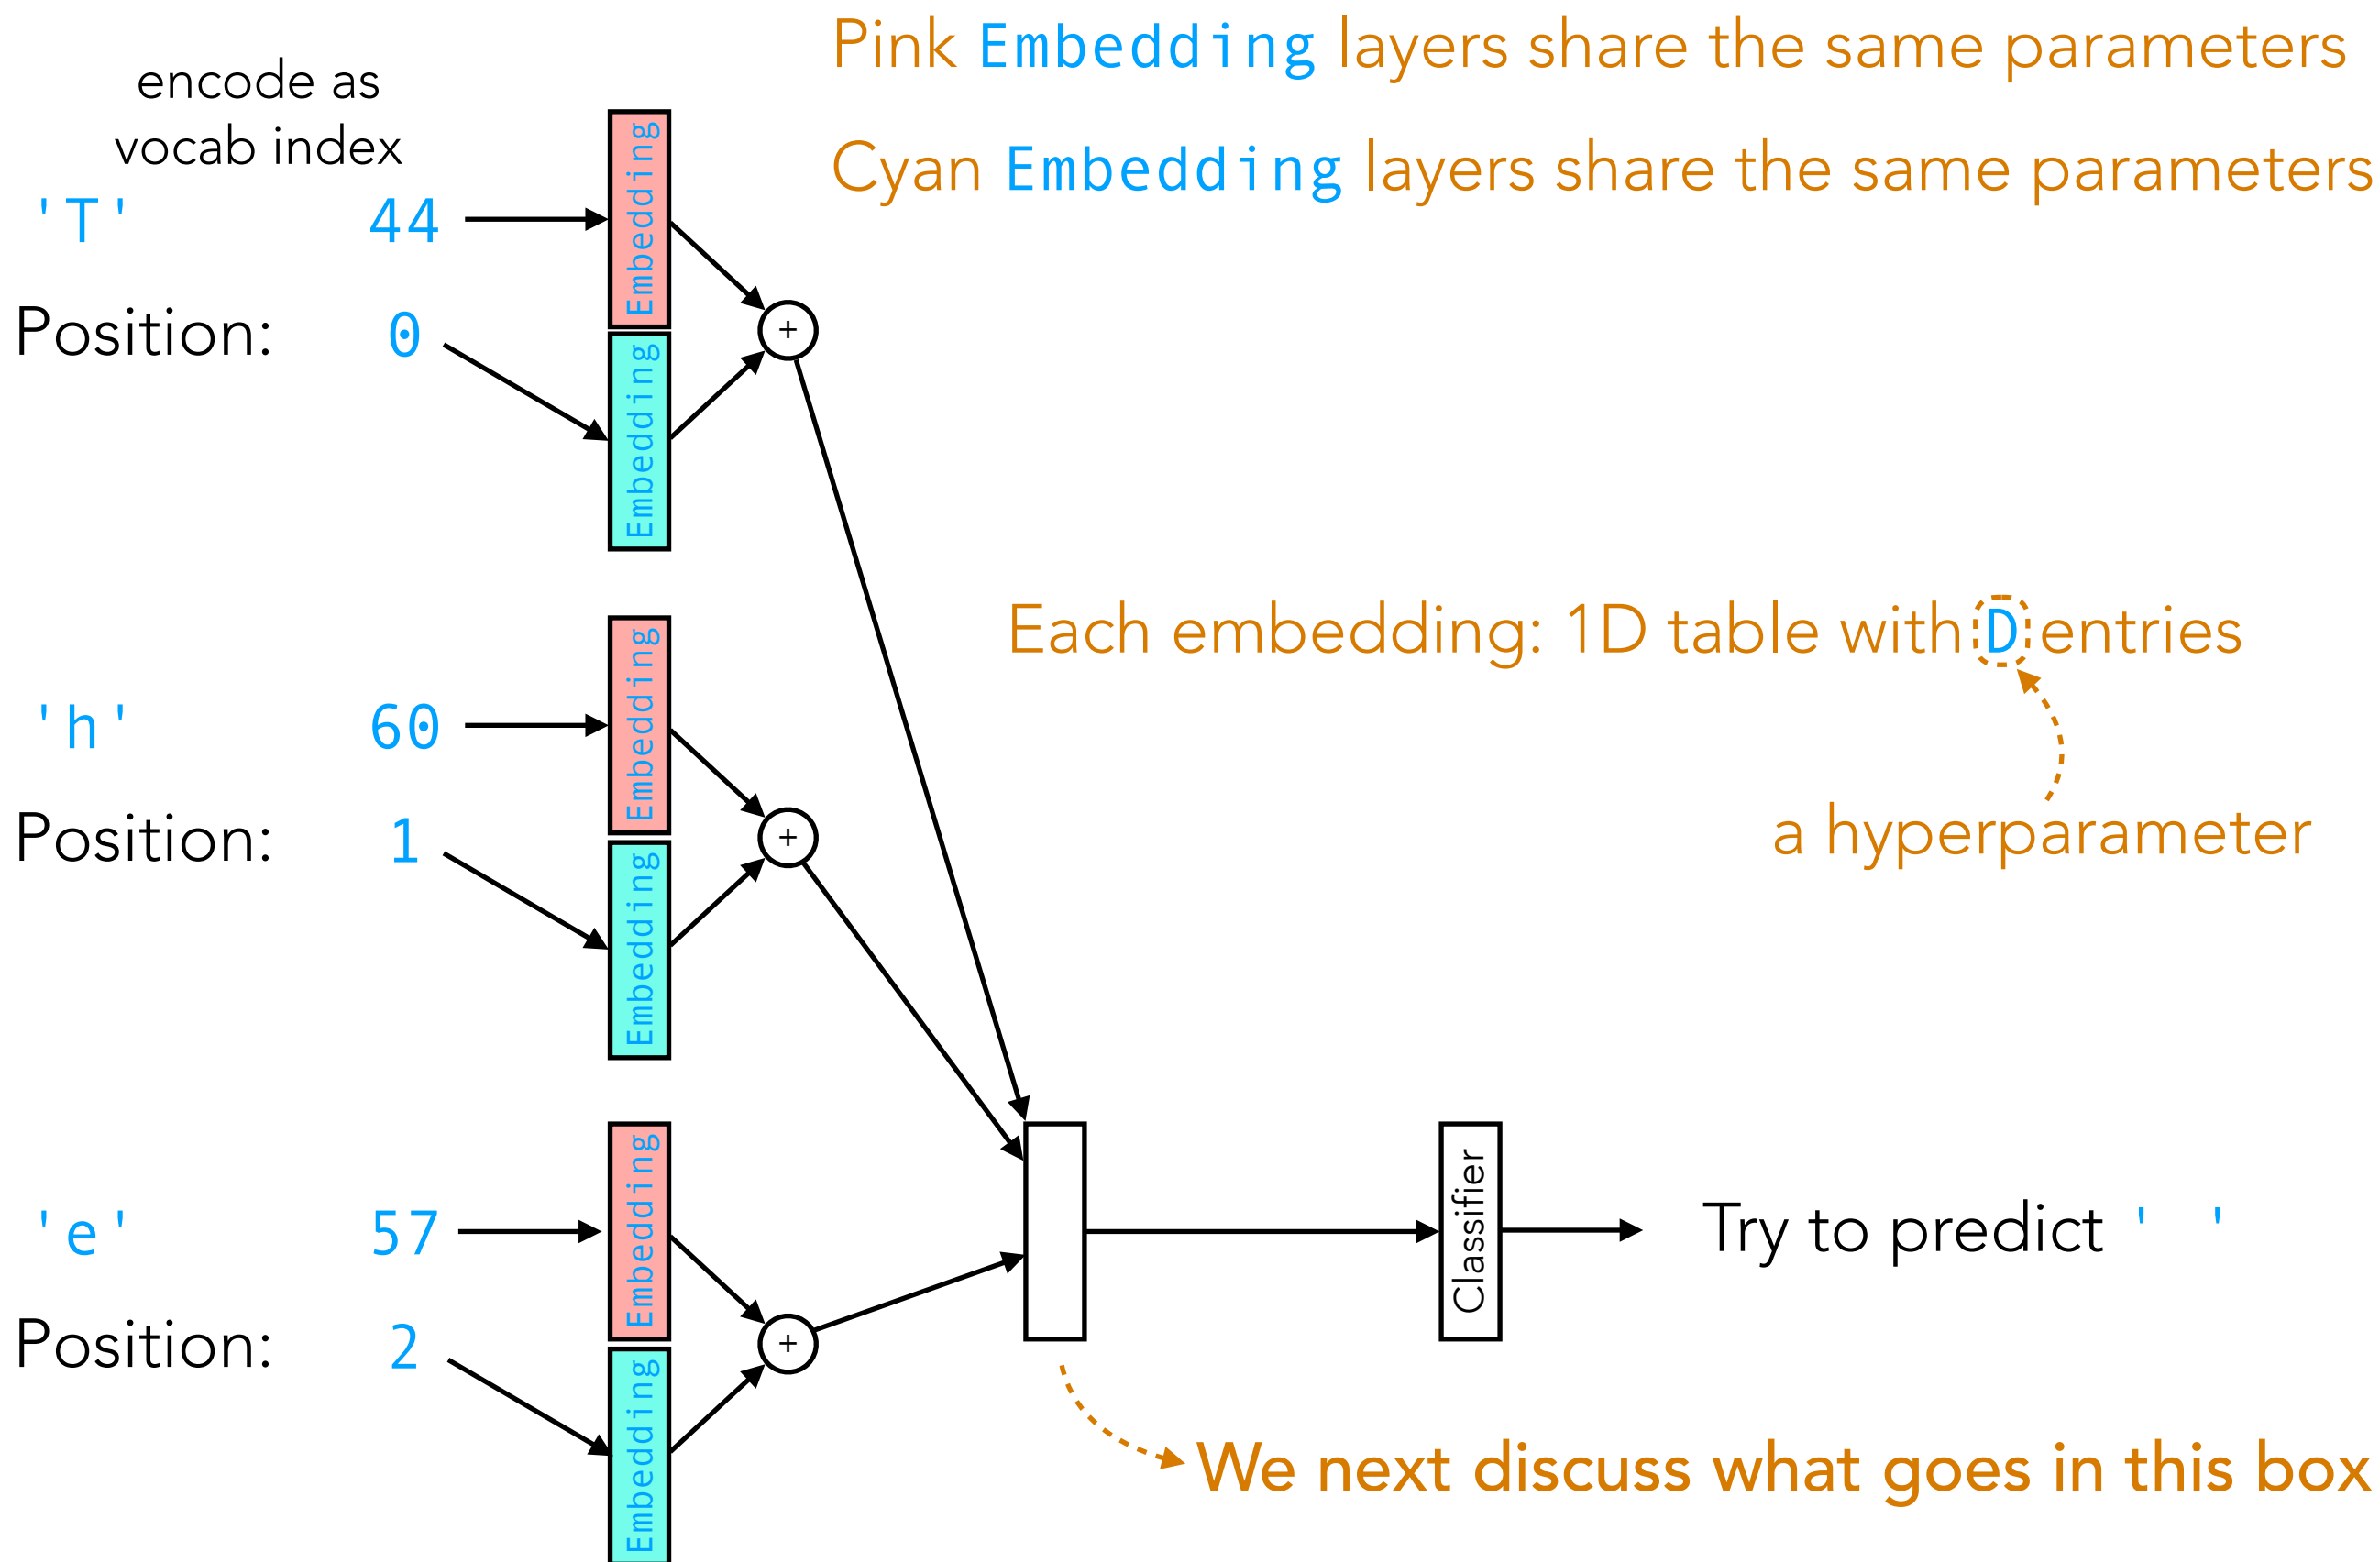 Pink Embedding layers share the same parameters
Cyan Embedding layers share the same parameters
encode as
vocab index
'T' 44
Embedding
Position: 0
+
Embedding
Each embedding: 1D table with D entries
a hyperparameter
'h' 60
Embedding
Position: 1
+
Embedding
'e' 57
Embedding
Classifier
Try to predict ' '
Position: 2
+
Embedding
We next discuss what goes in this box